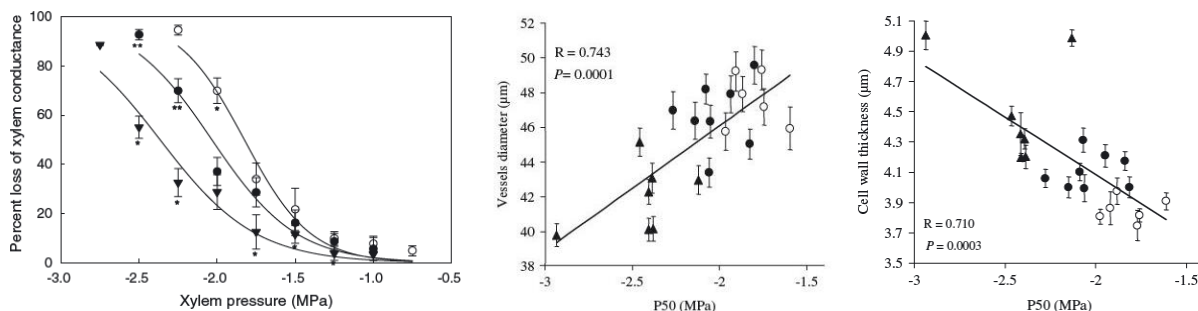 Percent loss of xylem conductance
100
80
60
40
20
0
** ** * * * * * *
-3.0 -2.5 -2.0 -1.5 -1.0 -0.5
Xylem pressure (MPa)
Vessels diameter (µm)
52
50
48
46
44
42
40
38
R = 0.743
P= 0.0001
-3 -2.5 -2 -1.5
P50 (MPa)
Cell wall thickness (µm)
5.1
4.9
4.7
4.5
4.3
4.1
3.9
3.7
3.5
R = 0.710
P = 0.0003
-3 -2.5 -2 -1.5
P50 (MPa)